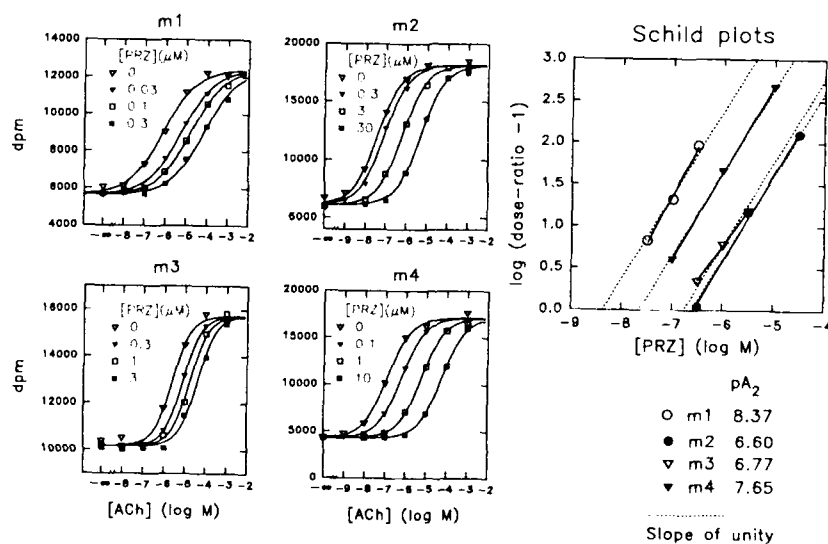 m1
[PRZ](μM)
0
0.03
0.1
0.3
14000
12000
10000
8000
6000
4000
dpm
-∞ -9 -8 -7 -6 -5 -4 -3 -2
m2
[PRZ](μM)
0
0.3
3
30
20000
18000
14000
10000
6000
-∞ -9 -8 -7 -6 -5 -4 -3 -2
m3
[PRZ](μM)
0
0.3
1
3
16000
14000
12000
10000
dpm
-∞ -9 -8 -7 -6 -5 -4 -3 -2
[ACh] (log M)
m4
[PRZ](μM)
0
0.1
1
10
20000
15000
10000
5000
0
-∞ -9 -8 -7 -6 -5 -4 -3 -2
[ACh] (log M)
Schild plots
3.0
2.5
2.0
1.5
1.0
0.5
0.0
log (dose-ratio -1)
-9 -8 -7 -6 -5 -4
[PRZ] (log M)
pA2
m1 8.37
m2 6.60
m3 6.77
m4 7.65
Slope of unity